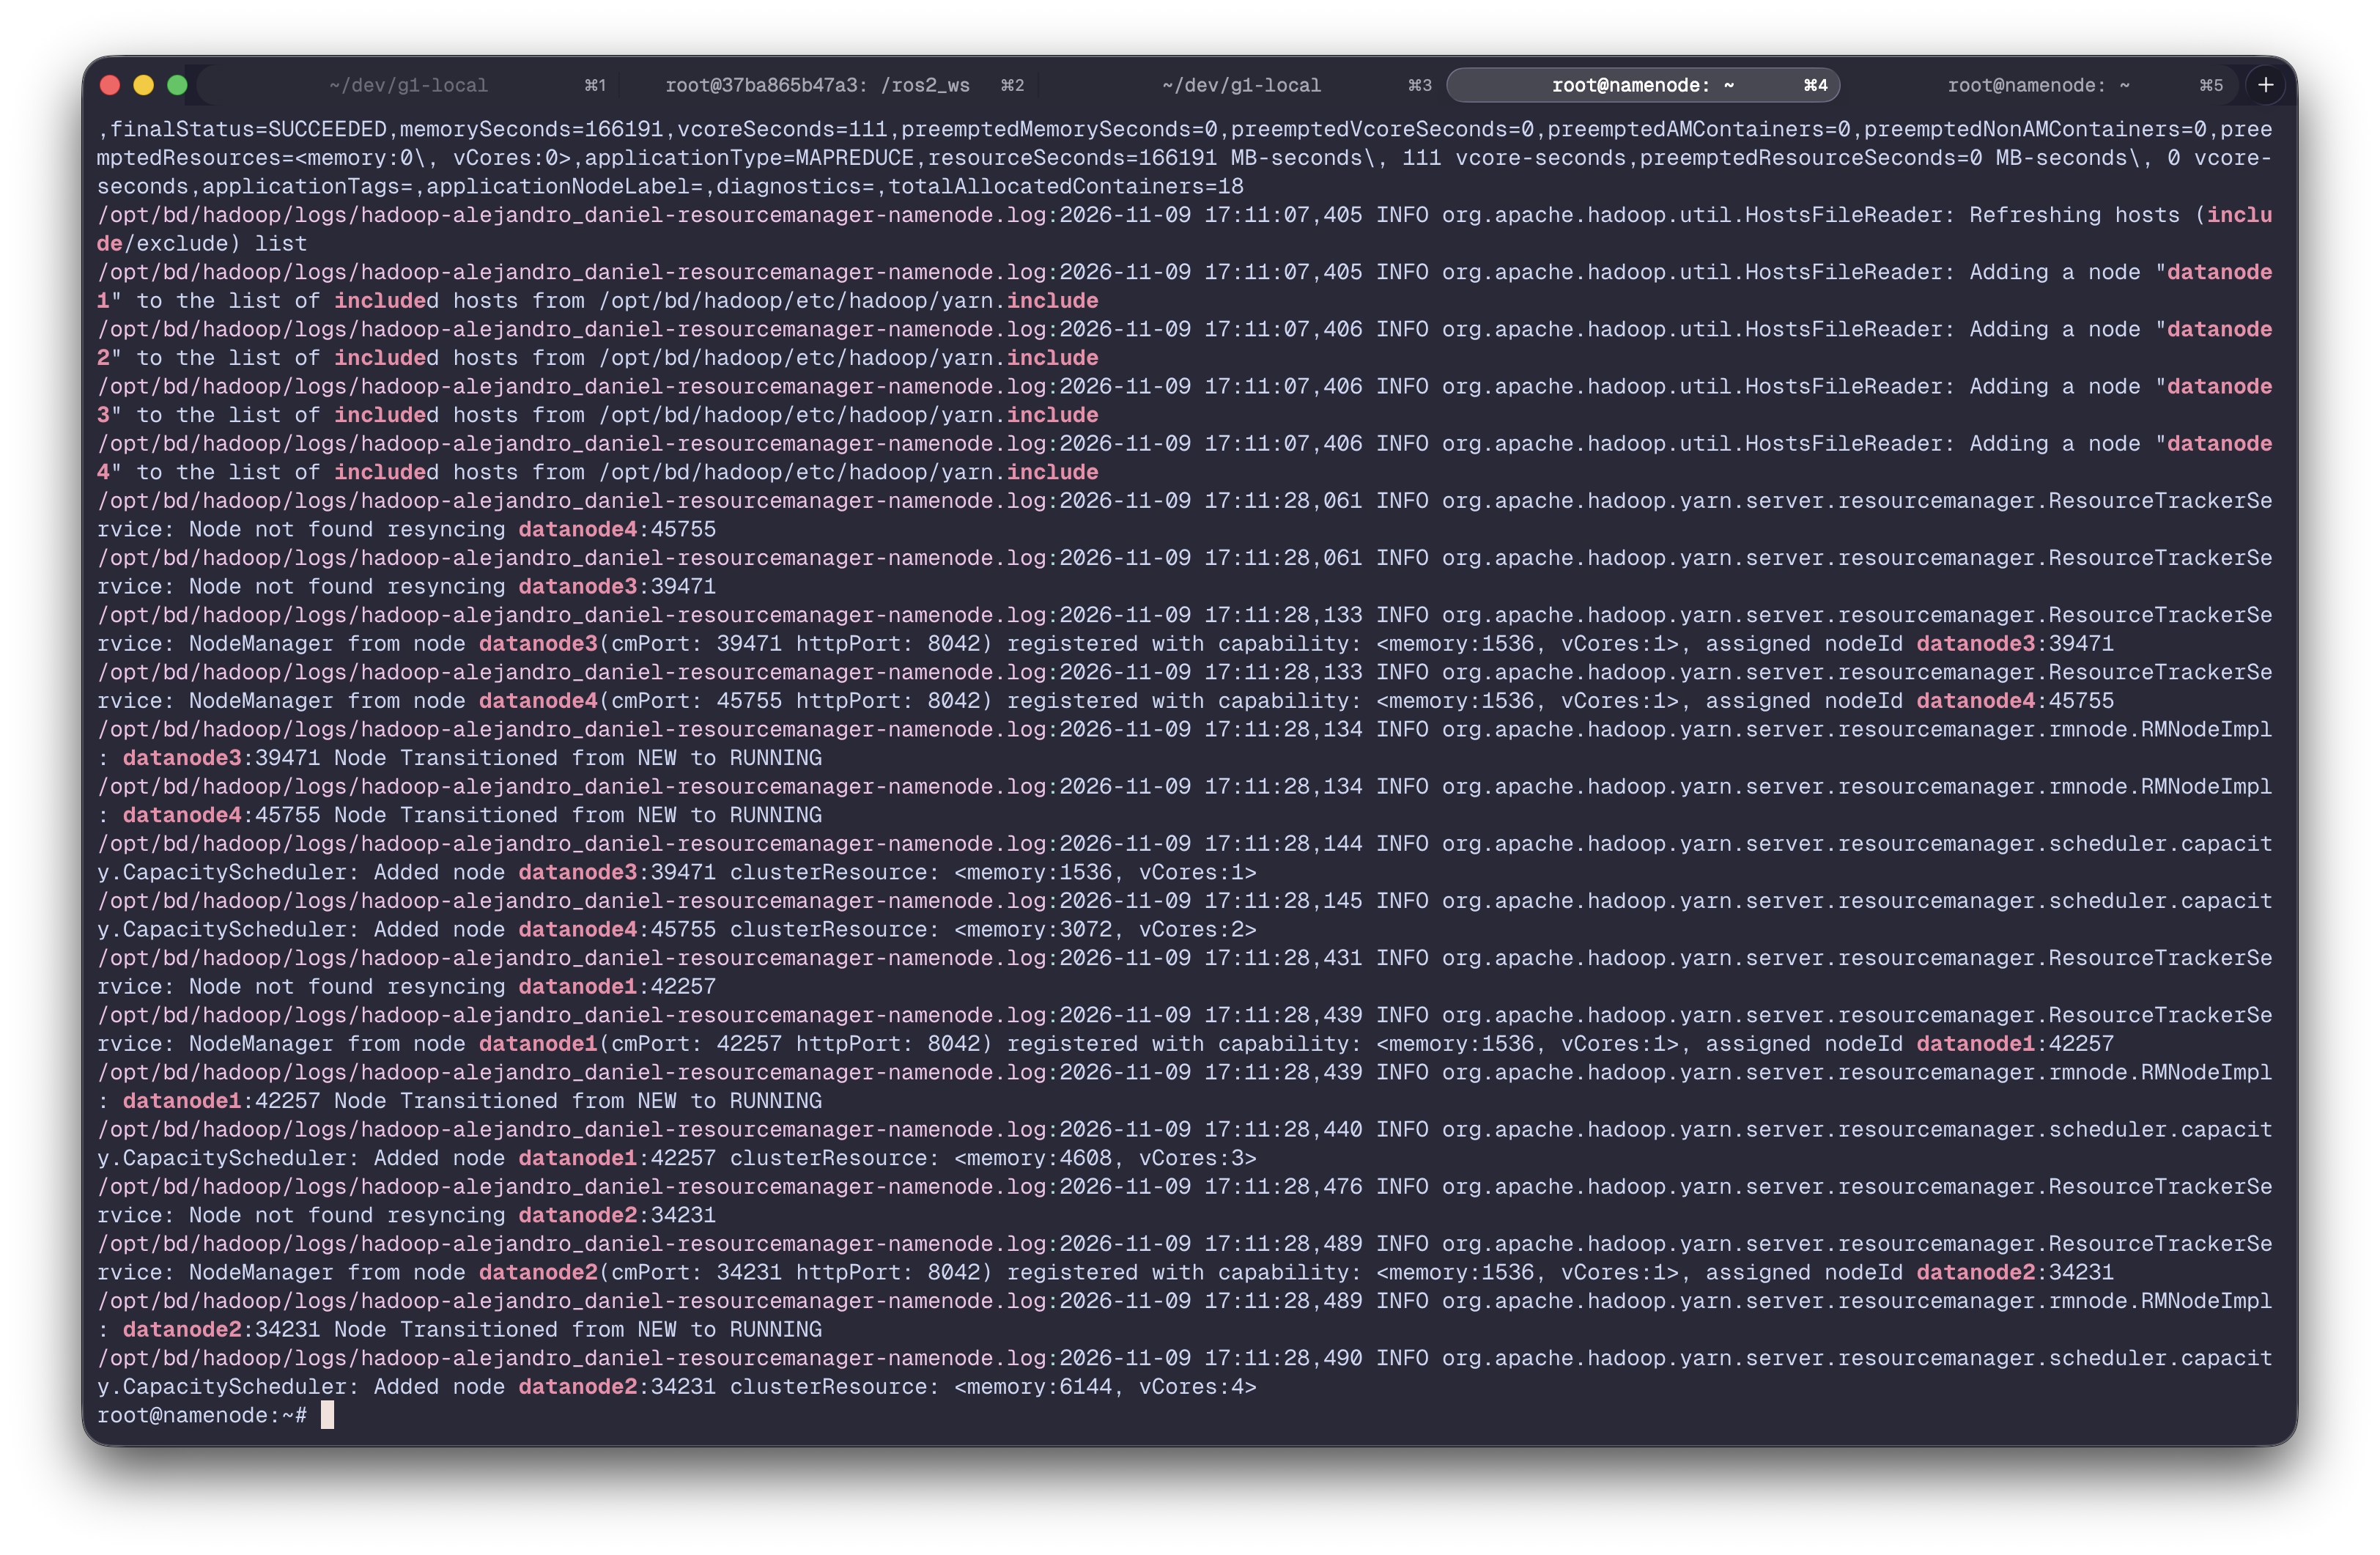 ~/dev/g1-local ⌘1 root@37ba865b47a3: /ros2_ws ⌘2 ~/dev/g1-local ⌘3 root@namenode: ~ ⌘4 root@namenode: ~ ⌘5 +
,finalStatus=SUCCEEDED,memorySeconds=166191,vcoreSeconds=111,preemptedMemorySeconds=0,preemptedVcoreSeconds=0,preemptedAMContainers=0,preemptedNonAMContainers=0,pree
mptedResources=<memory:0\, vCores:0>,applicationType=MAPREDUCE,resourceSeconds=166191 MB-seconds\, 111 vcore-seconds,preemptedResourceSeconds=0 MB-seconds\, 0 vcore-
seconds,applicationTags=,applicationNodeLabel=,diagnostics=,totalAllocatedContainers=18
/opt/bd/hadoop/logs/hadoop-alejandro_daniel-resourcemanager-namenode.log:2026-11-09 17:11:07,405 INFO org.apache.hadoop.util.HostsFileReader: Refreshing hosts (inclu
de/exclude) list
/opt/bd/hadoop/logs/hadoop-alejandro_daniel-resourcemanager-namenode.log:2026-11-09 17:11:07,405 INFO org.apache.hadoop.util.HostsFileReader: Adding a node "datanode
1" to the list of included hosts from /opt/bd/hadoop/etc/hadoop/yarn.include
/opt/bd/hadoop/logs/hadoop-alejandro_daniel-resourcemanager-namenode.log:2026-11-09 17:11:07,406 INFO org.apache.hadoop.util.HostsFileReader: Adding a node "datanode
2" to the list of included hosts from /opt/bd/hadoop/etc/hadoop/yarn.include
/opt/bd/hadoop/logs/hadoop-alejandro_daniel-resourcemanager-namenode.log:2026-11-09 17:11:07,406 INFO org.apache.hadoop.util.HostsFileReader: Adding a node "datanode
3" to the list of included hosts from /opt/bd/hadoop/etc/hadoop/yarn.include
/opt/bd/hadoop/logs/hadoop-alejandro_daniel-resourcemanager-namenode.log:2026-11-09 17:11:07,406 INFO org.apache.hadoop.util.HostsFileReader: Adding a node "datanode
4" to the list of included hosts from /opt/bd/hadoop/etc/hadoop/yarn.include
/opt/bd/hadoop/logs/hadoop-alejandro_daniel-resourcemanager-namenode.log:2026-11-09 17:11:28,061 INFO org.apache.hadoop.yarn.server.resourcemanager.ResourceTrackerSe
rvice: Node not found resyncing datanode4:45755
/opt/bd/hadoop/logs/hadoop-alejandro_daniel-resourcemanager-namenode.log:2026-11-09 17:11:28,061 INFO org.apache.hadoop.yarn.server.resourcemanager.ResourceTrackerSe
rvice: Node not found resyncing datanode3:39471
/opt/bd/hadoop/logs/hadoop-alejandro_daniel-resourcemanager-namenode.log:2026-11-09 17:11:28,133 INFO org.apache.hadoop.yarn.server.resourcemanager.ResourceTrackerSe
rvice: NodeManager from node datanode3(cmPort: 39471 httpPort: 8042) registered with capability: <memory:1536, vCores:1>, assigned nodeId datanode3:39471
/opt/bd/hadoop/logs/hadoop-alejandro_daniel-resourcemanager-namenode.log:2026-11-09 17:11:28,133 INFO org.apache.hadoop.yarn.server.resourcemanager.ResourceTrackerSe
rvice: NodeManager from node datanode4(cmPort: 45755 httpPort: 8042) registered with capability: <memory:1536, vCores:1>, assigned nodeId datanode4:45755
/opt/bd/hadoop/logs/hadoop-alejandro_daniel-resourcemanager-namenode.log:2026-11-09 17:11:28,134 INFO org.apache.hadoop.yarn.server.resourcemanager.rmnode.RMNodeImpl
: datanode3:39471 Node Transitioned from NEW to RUNNING
/opt/bd/hadoop/logs/hadoop-alejandro_daniel-resourcemanager-namenode.log:2026-11-09 17:11:28,134 INFO org.apache.hadoop.yarn.server.resourcemanager.rmnode.RMNodeImpl
: datanode4:45755 Node Transitioned from NEW to RUNNING
/opt/bd/hadoop/logs/hadoop-alejandro_daniel-resourcemanager-namenode.log:2026-11-09 17:11:28,144 INFO org.apache.hadoop.yarn.server.resourcemanager.scheduler.capacit
y.CapacityScheduler: Added node datanode3:39471 clusterResource: <memory:1536, vCores:1>
/opt/bd/hadoop/logs/hadoop-alejandro_daniel-resourcemanager-namenode.log:2026-11-09 17:11:28,145 INFO org.apache.hadoop.yarn.server.resourcemanager.scheduler.capacit
y.CapacityScheduler: Added node datanode4:45755 clusterResource: <memory:3072, vCores:2>
/opt/bd/hadoop/logs/hadoop-alejandro_daniel-resourcemanager-namenode.log:2026-11-09 17:11:28,431 INFO org.apache.hadoop.yarn.server.resourcemanager.ResourceTrackerSe
rvice: Node not found resyncing datanode1:42257
/opt/bd/hadoop/logs/hadoop-alejandro_daniel-resourcemanager-namenode.log:2026-11-09 17:11:28,439 INFO org.apache.hadoop.yarn.server.resourcemanager.ResourceTrackerSe
rvice: NodeManager from node datanode1(cmPort: 42257 httpPort: 8042) registered with capability: <memory:1536, vCores:1>, assigned nodeId datanode1:42257
/opt/bd/hadoop/logs/hadoop-alejandro_daniel-resourcemanager-namenode.log:2026-11-09 17:11:28,439 INFO org.apache.hadoop.yarn.server.resourcemanager.rmnode.RMNodeImpl
: datanode1:42257 Node Transitioned from NEW to RUNNING
/opt/bd/hadoop/logs/hadoop-alejandro_daniel-resourcemanager-namenode.log:2026-11-09 17:11:28,440 INFO org.apache.hadoop.yarn.server.resourcemanager.scheduler.capacit
y.CapacityScheduler: Added node datanode1:42257 clusterResource: <memory:4608, vCores:3>
/opt/bd/hadoop/logs/hadoop-alejandro_daniel-resourcemanager-namenode.log:2026-11-09 17:11:28,476 INFO org.apache.hadoop.yarn.server.resourcemanager.ResourceTrackerSe
rvice: Node not found resyncing datanode2:34231
/opt/bd/hadoop/logs/hadoop-alejandro_daniel-resourcemanager-namenode.log:2026-11-09 17:11:28,489 INFO org.apache.hadoop.yarn.server.resourcemanager.ResourceTrackerSe
rvice: NodeManager from node datanode2(cmPort: 34231 httpPort: 8042) registered with capability: <memory:1536, vCores:1>, assigned nodeId datanode2:34231
/opt/bd/hadoop/logs/hadoop-alejandro_daniel-resourcemanager-namenode.log:2026-11-09 17:11:28,489 INFO org.apache.hadoop.yarn.server.resourcemanager.rmnode.RMNodeImpl
: datanode2:34231 Node Transitioned from NEW to RUNNING
/opt/bd/hadoop/logs/hadoop-alejandro_daniel-resourcemanager-namenode.log:2026-11-09 17:11:28,490 INFO org.apache.hadoop.yarn.server.resourcemanager.scheduler.capacit
y.CapacityScheduler: Added node datanode2:34231 clusterResource: <memory:6144, vCores:4>
root@namenode:~#